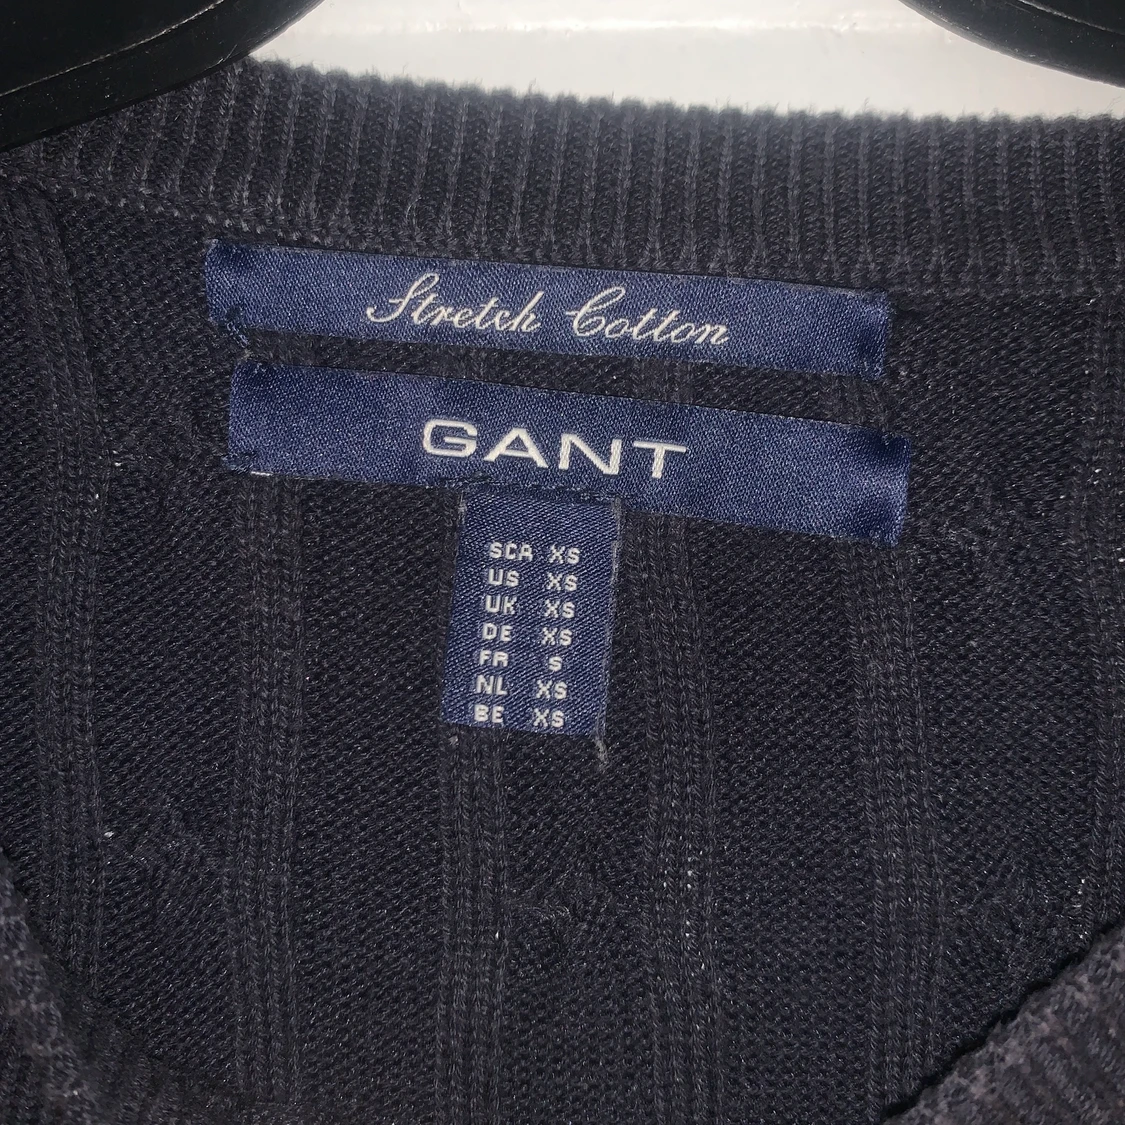 Stretch Cotton
GANT
SCA XS
US XS
UK XS
DE XS
FR S
NL XS
BE XS